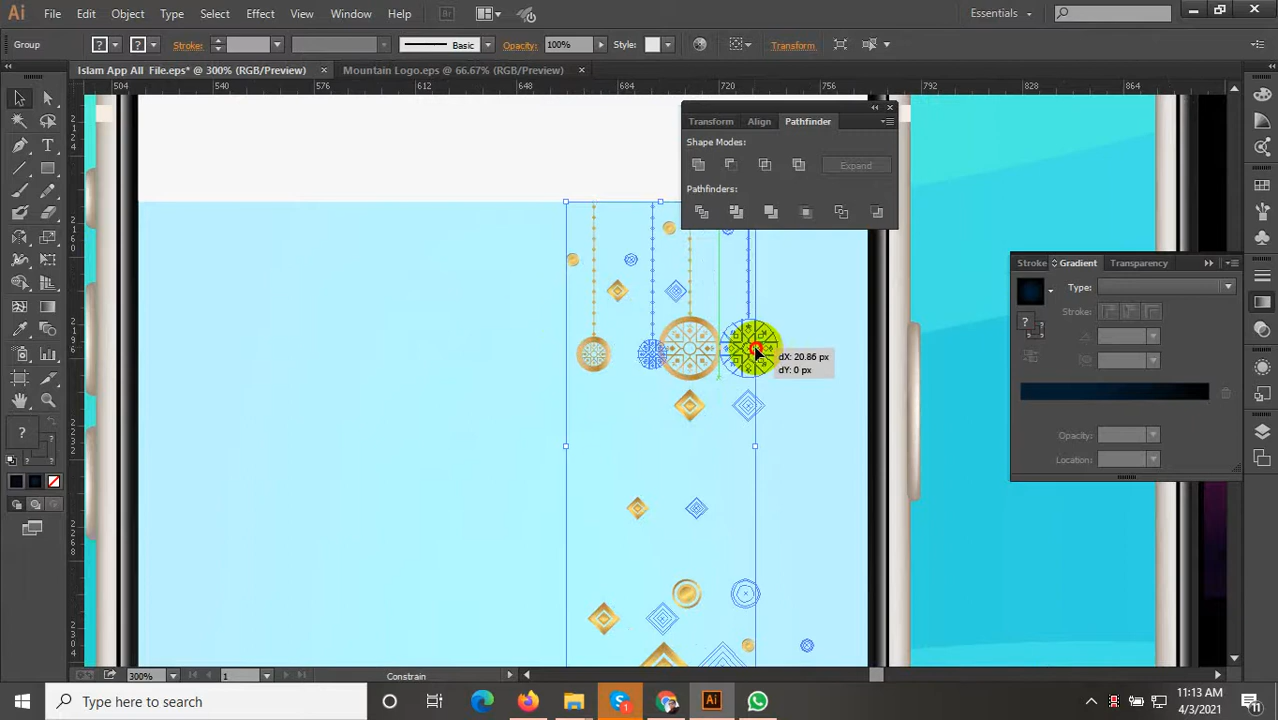 Ai File Edit Object Type Select Effect View Window Help Br Essentials
Group ? ? Stroke: Basic Opacity: 100% Style: Transform
Islam App All File.eps* @ 300% (RGB/Preview) × Mountain Logo.eps @ 66.67% (RGB/Preview) ×
504 540 576 612 648 684 720 756 792 828 864
Transform Align Pathfinder
Shape Modes:
Expand
Pathfinders:
Stroke Gradient Transparency
Type:
Stroke:
Opacity:
Location:
dX: 20.86 px
dY: 0 px
300% 1 Constrain
Type here to search
11:13 AM
4/3/2021